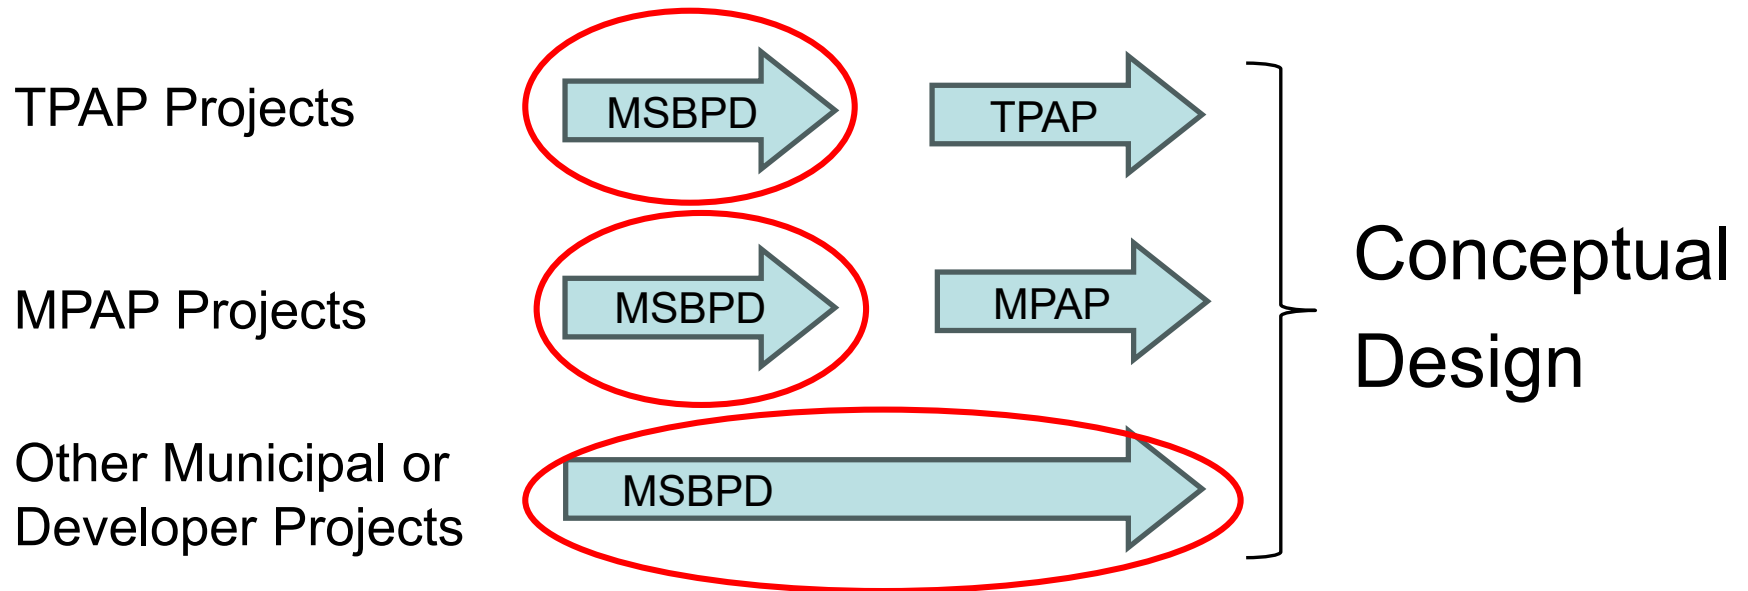 TPAP Projects
MSBPD
TPAP
MPAP Projects
MSBPD
MPAP
Other Municipal or
Developer Projects
MSBPD
Conceptual
Design